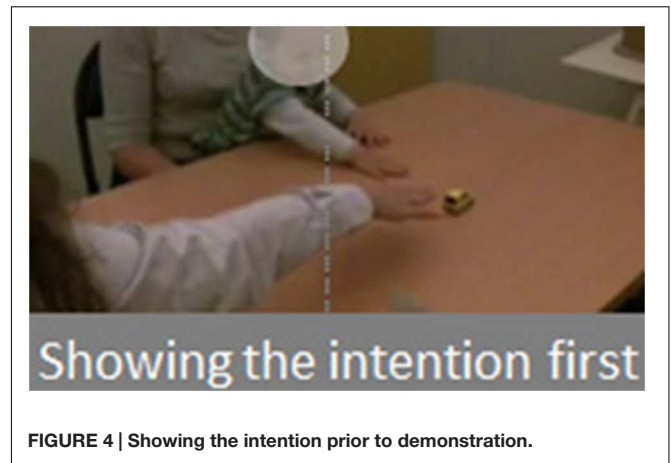 Showing the intention first
FIGURE 4 | Showing the intention prior to demonstration.